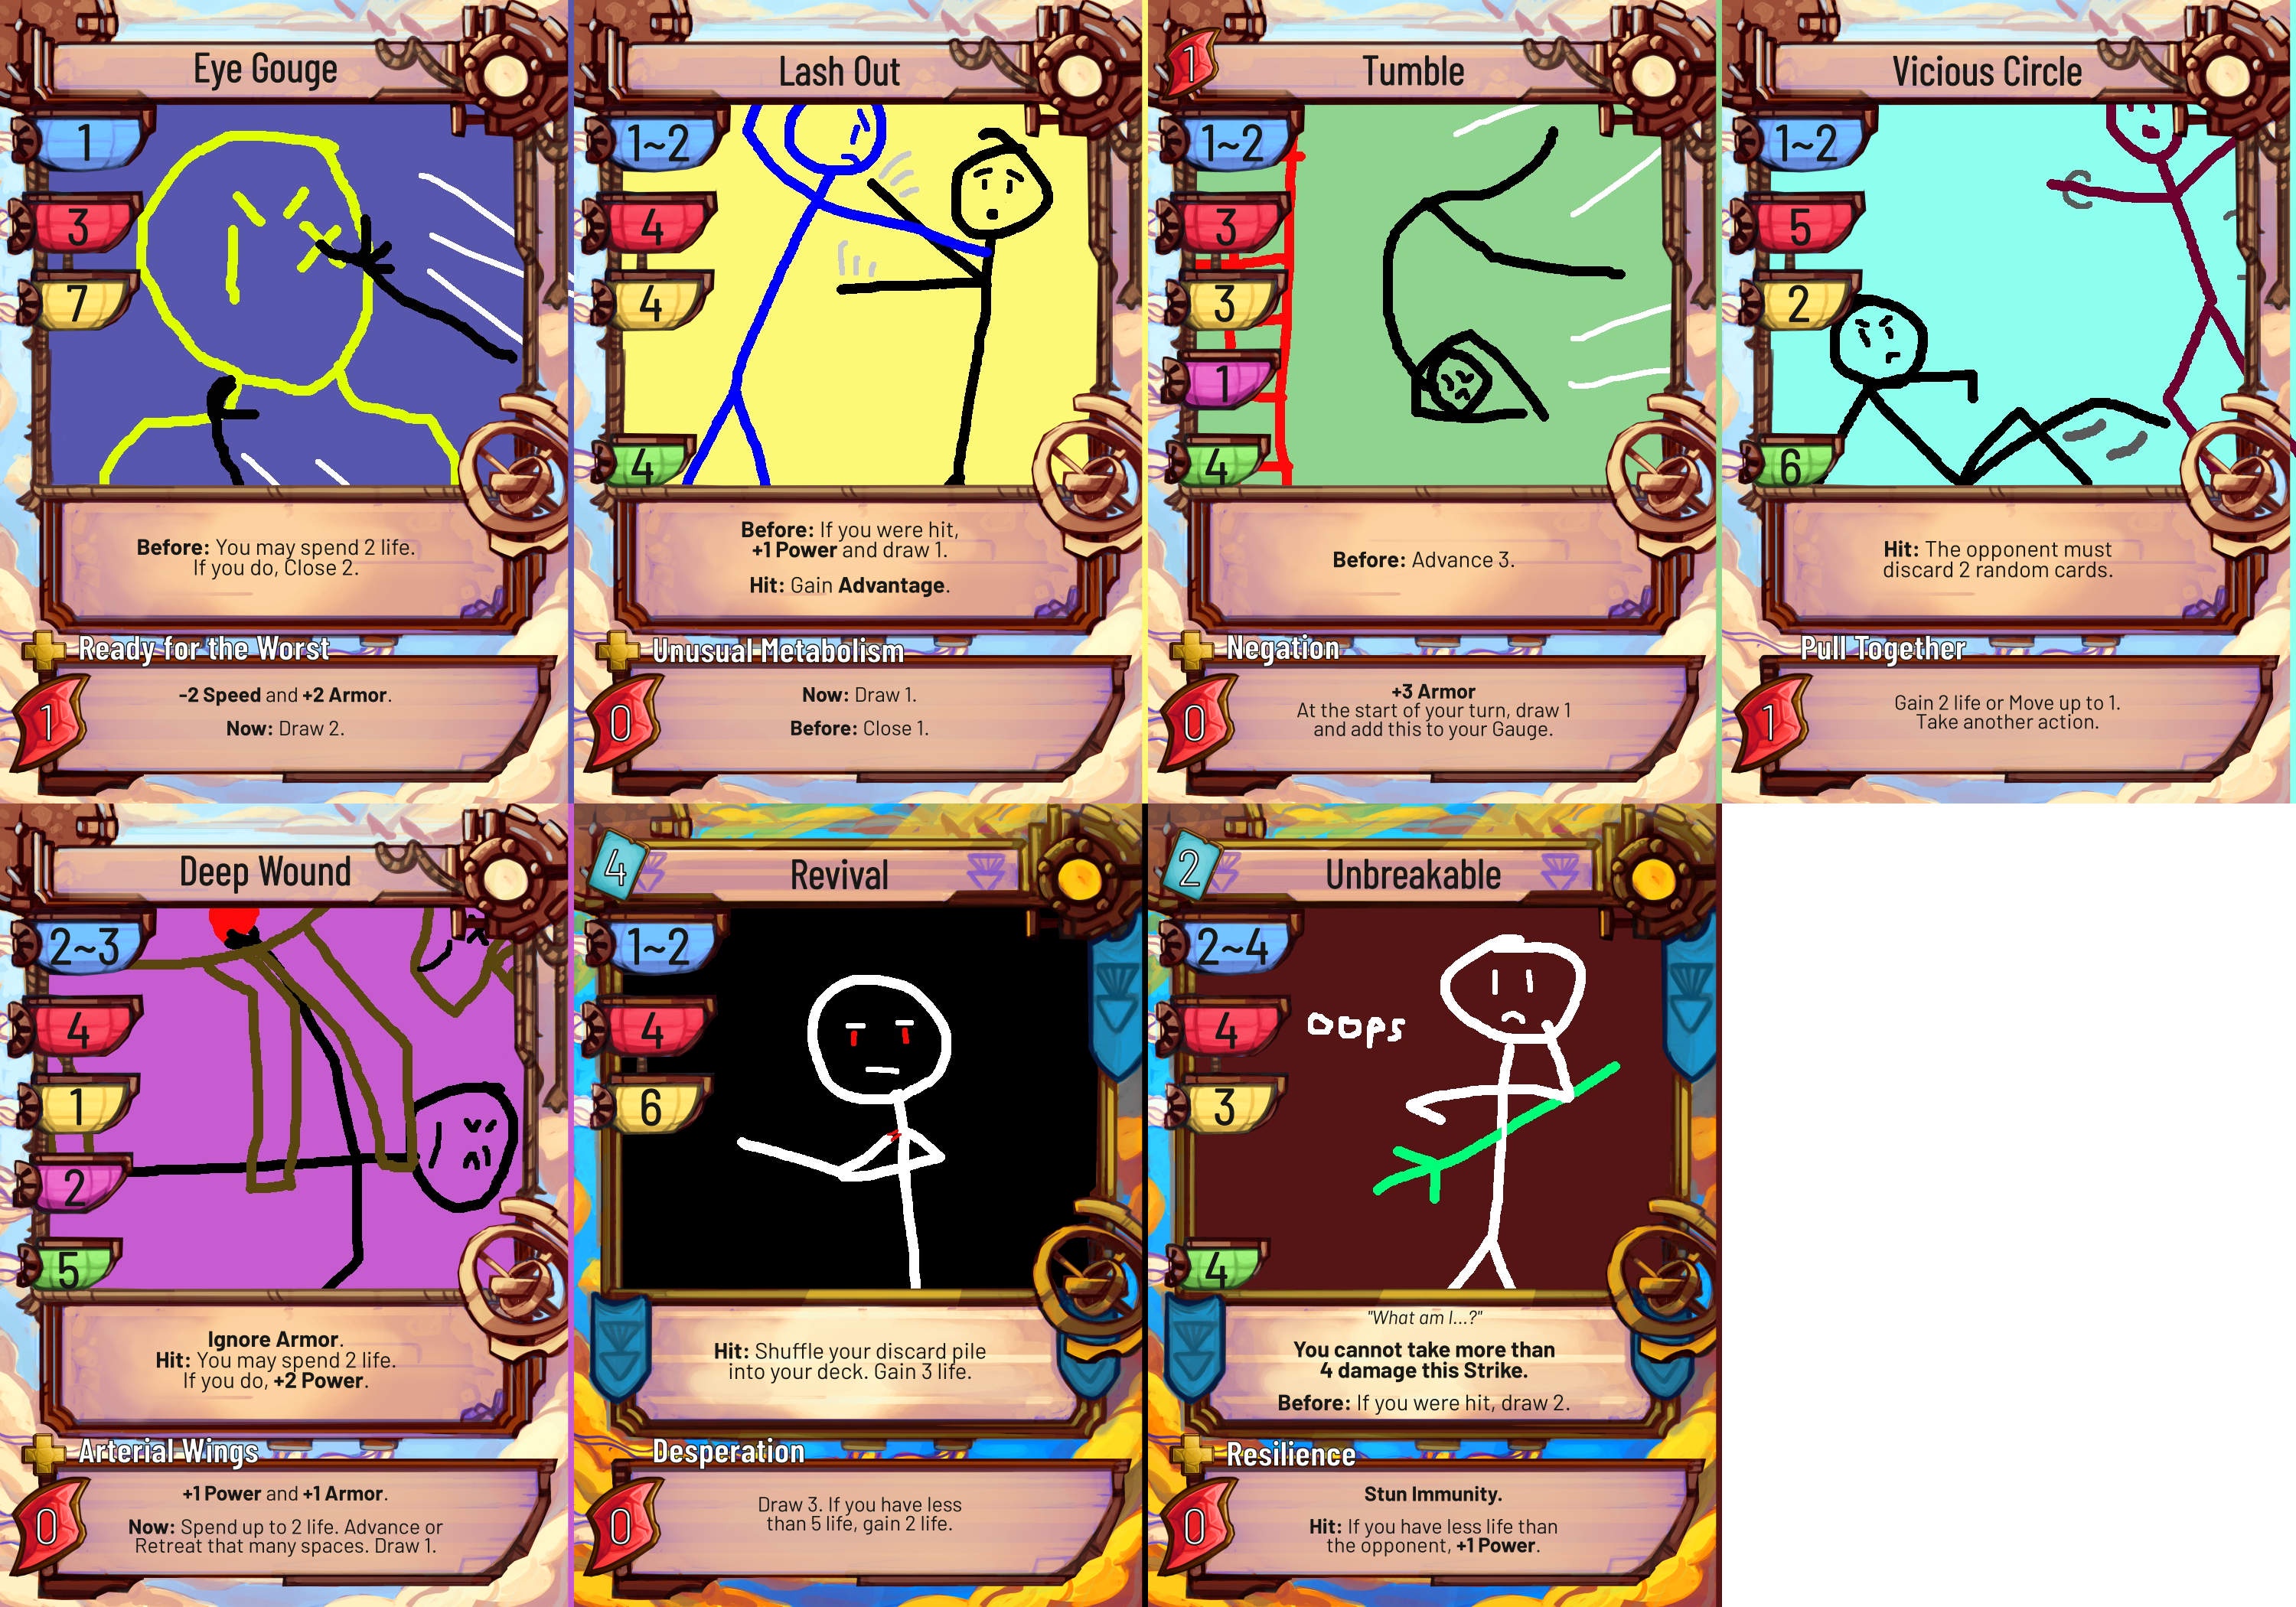 Eye Gouge
1
3
7
Before: You may spend 2 life.
If you do, Close 2.
Ready for the Worst
1
-2 Speed and +2 Armor.
Now: Draw 2.
Lash Out
1~2
4
4
4
Before: If you were hit,
+1 Power and draw 1.
Hit: Gain Advantage.
Unusual Metabolism
0
Now: Draw 1.
Before: Close 1.
1
Tumble
1~2
3
3
1
4
Before: Advance 3.
Negation
0
+3 Armor
At the start of your turn, draw 1
and add this to your Gauge.
Vicious Circle
1~2
5
2
6
Hit: The opponent must
discard 2 random cards.
Pull Together
1
Gain 2 life or Move up to 1.
Take another action.
Deep Wound
2~3
4
1
2
5
Ignore Armor.
Hit: You may spend 2 life.
If you do, +2 Power.
Arterial Wings
0
+1 Power and +1 Armor.
Now: Spend up to 2 life. Advance or
Retreat that many spaces. Draw 1.
4
Revival
1~2
4
6
Hit: Shuffle your discard pile
into your deck. Gain 3 life.
Desperation
0
Draw 3. If you have less
than 5 life, gain 2 life.
2
Unbreakable
2~4
4
oops
3
4
"What am I...?"
You cannot take more than
4 damage this Strike.
Before: If you were hit, draw 2.
Resilience
0
Stun Immunity.
Hit: If you have less life than
the opponent, +1 Power.